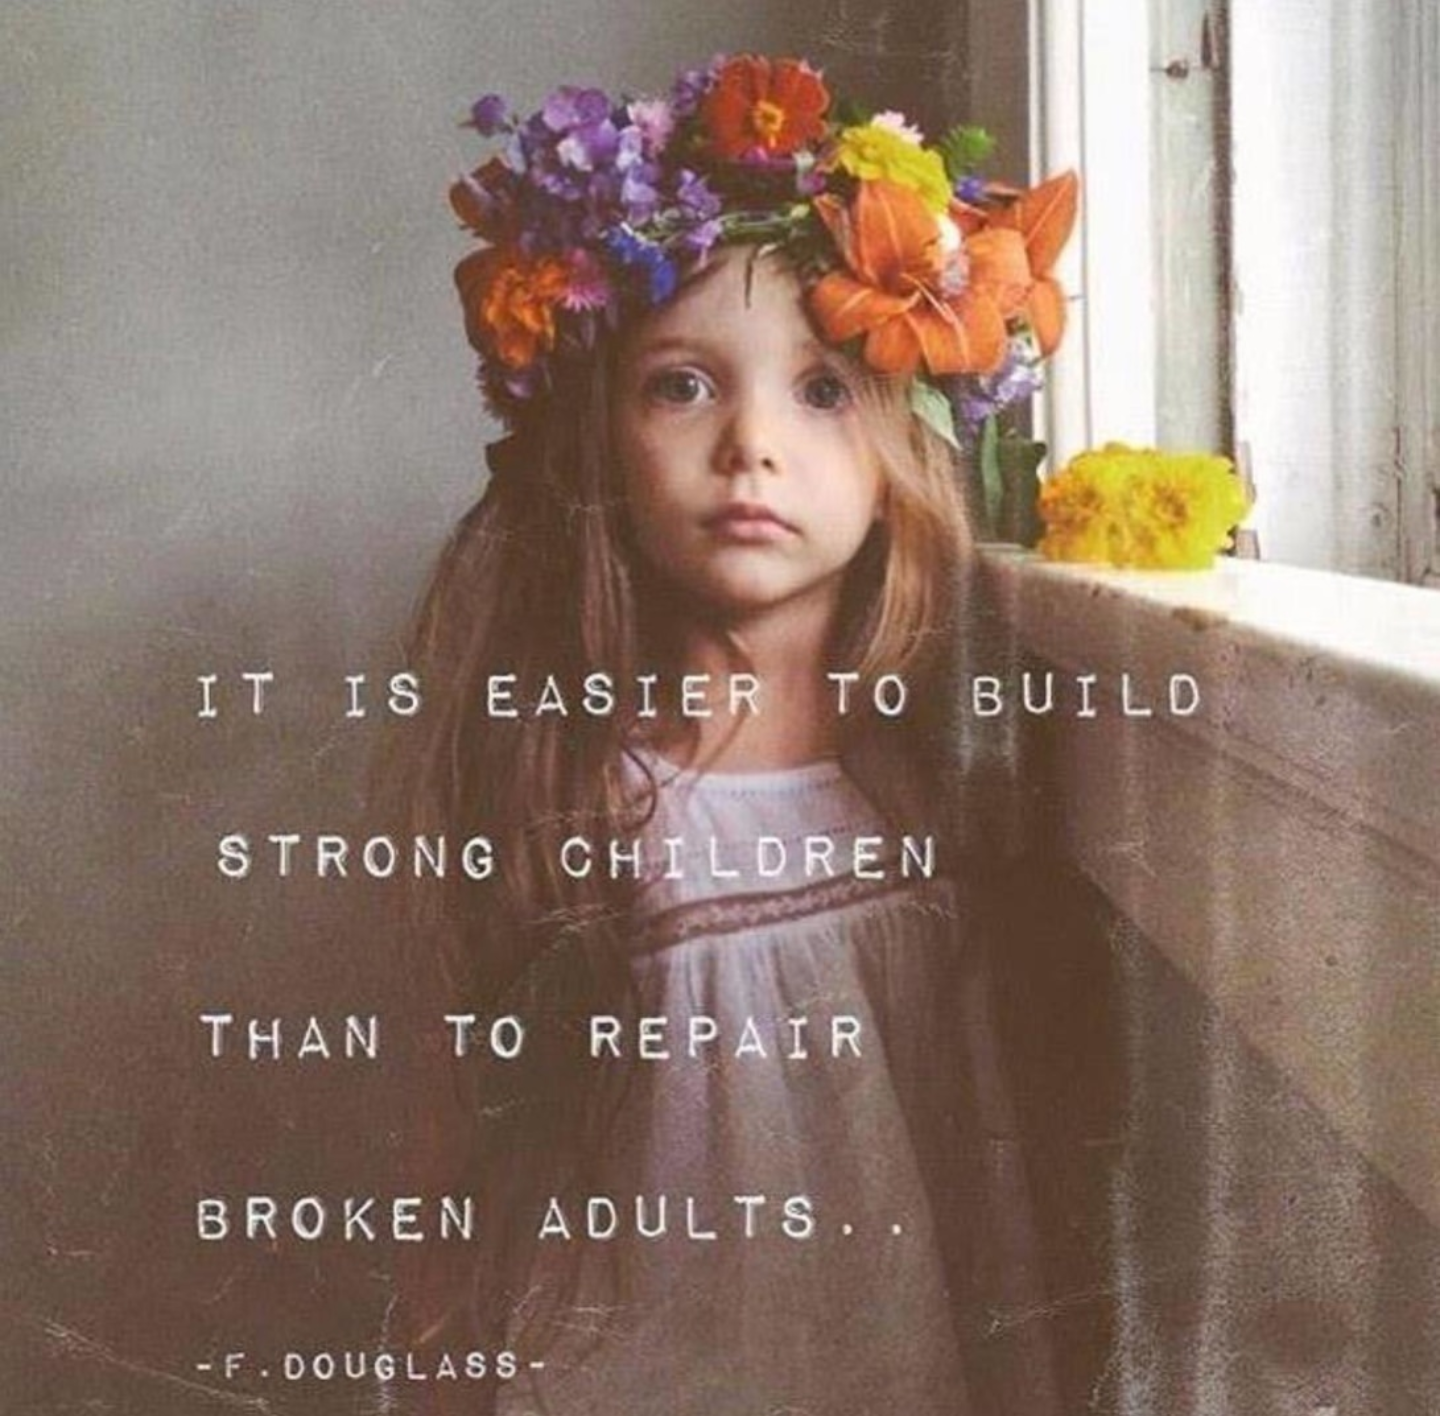 IT IS EASIER TO BUILD
STRONG CHILDREN
THAN TO REPAIR
BROKEN ADULTS..
-F.DOUGLASS-